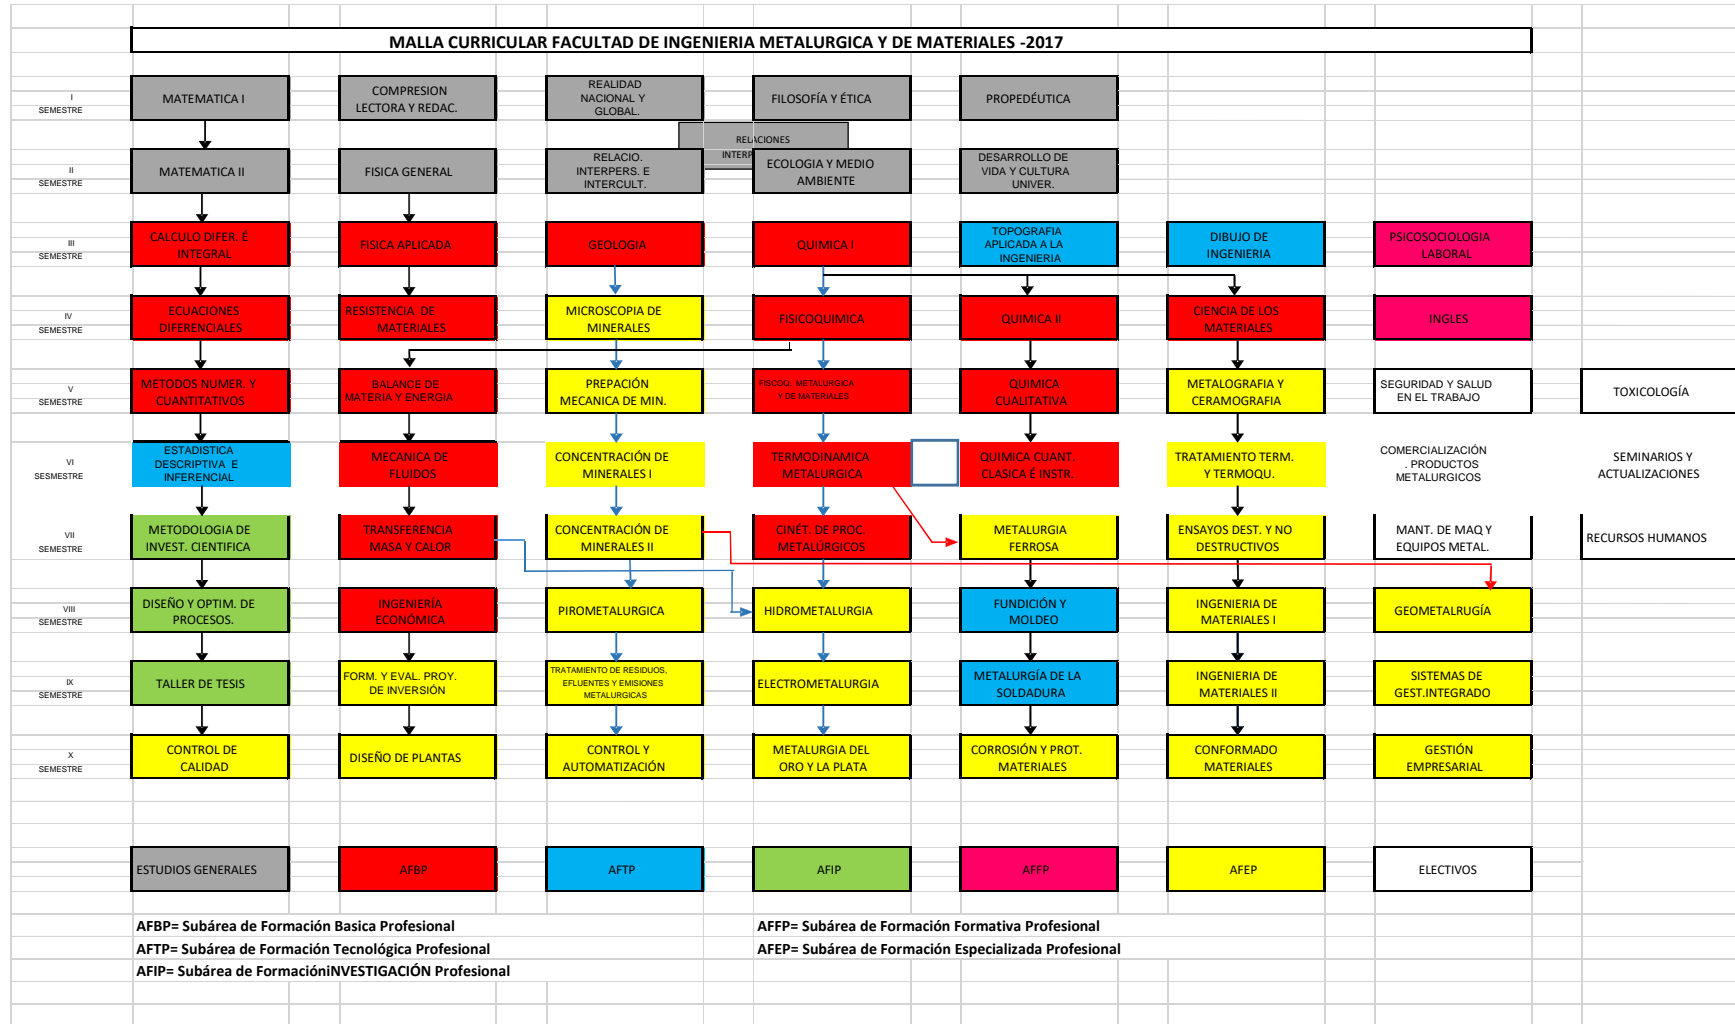 MALLA CURRICULAR FACULTAD DE INGENIERIA METALURGICA Y DE MATERIALES -2017
I
SEMESTRE
MATEMATICA I
COMPRESION
LECTORA Y REDAC.
REALIDAD
NACIONAL Y
GLOBAL.
FILOSOFÍA Y ÉTICA
PROPEDÉUTICA
RELACIONES
INTERP
II
SEMESTRE
MATEMATICA II
FISICA GENERAL
RELACIO.
INTERPERS. E
INTERCULT.
ECOLOGIA Y MEDIO
AMBIENTE
DESARROLLO DE
VIDA Y CULTURA
UNIVER.
III
SEMESTRE
CALCULO DIFER. É
INTEGRAL
FISICA APLICADA
GEOLOGIA
QUIMICA I
TOPOGRAFIA
APLICADA A LA
INGENIERIA
DIBUJO DE
INGENIERIA
PSICOSOCIOLOGIA
LABORAL
IV
SEMESTRE
ECUACIONES
DIFERENCIALES
RESISTENCIA DE
MATERIALES
MICROSCOPIA DE
MINERALES
FISICOQUIMICA
QUIMICA II
CIENCIA DE LOS
MATERIALES
INGLES
V
SEMESTRE
METODOS NUMER. Y
CUANTITATIVOS
BALANCE DE
MATERIA Y ENERGIA
PREPACIÓN
MECANICA DE MIN.
FISCOQ. METALURGICA
Y DE MATERIALES
QUIMICA
CUALITATIVA
METALOGRAFIA Y
CERAMOGRAFIA
SEGURIDAD Y SALUD
EN EL TRABAJO
TOXICOLOGÍA
VI
SESMESTRE
ESTADISTICA
DESCRIPTIVA E
INFERENCIAL
MECANICA DE
FLUIDOS
CONCENTRACIÓN DE
MINERALES I
TERMODINAMICA
METALURGICA
QUIMICA CUANT.
CLASICA É INSTR.
TRATAMIENTO TERM.
Y TERMOQU.
COMERCIALIZACIÓN
. PRODUCTOS
METALURGICOS
SEMINARIOS Y
ACTUALIZACIONES
VII
SEMESTRE
METODOLOGIA DE
INVEST. CIENTIFICA
TRANSFERENCIA
MASA Y CALOR
CONCENTRACIÓN DE
MINERALES II
CINÉT. DE PROC.
METALÚRGICOS
METALURGIA
FERROSA
ENSAYOS DEST. Y NO
DESTRUCTIVOS
MANT. DE MAQ Y
EQUIPOS METAL.
RECURSOS HUMANOS
VIII
SEMESTRE
DISEÑO Y OPTIM. DE
PROCESOS.
INGENIERÍA
ECONÓMICA
PIROMETALURGICA
HIDROMETALURGIA
FUNDICIÓN Y
MOLDEO
INGENIERIA DE
MATERIALES I
GEOMETALRUGÍA
IX
SEMESTRE
TALLER DE TESIS
FORM. Y EVAL. PROY.
DE INVERSIÓN
TRATAMIENTO DE RESIDUOS,
EFLUENTES Y EMISIONES
METALURGICAS
ELECTROMETALURGIA
METALURGÍA DE LA
SOLDADURA
INGENIERIA DE
MATERIALES II
SISTEMAS DE
GEST.INTEGRADO
X
SEMESTRE
CONTROL DE
CALIDAD
DISEÑO DE PLANTAS
CONTROL Y
AUTOMATIZACIÓN
METALURGIA DEL
ORO Y LA PLATA
CORROSIÓN Y PROT.
MATERIALES
CONFORMADO
MATERIALES
GESTIÓN
EMPRESARIAL
ESTUDIOS GENERALES
AFBP
AFTP
AFIP
AFFP
AFEP
ELECTIVOS
AFBP= Subárea de Formación Basica Profesional
AFFP= Subárea de Formación Formativa Profesional
AFTP= Subárea de Formación Tecnológica Profesional
AFEP= Subárea de Formación Especializada Profesional
AFIP= Subárea de FormacióniNVESTIGACIÓN Profesional